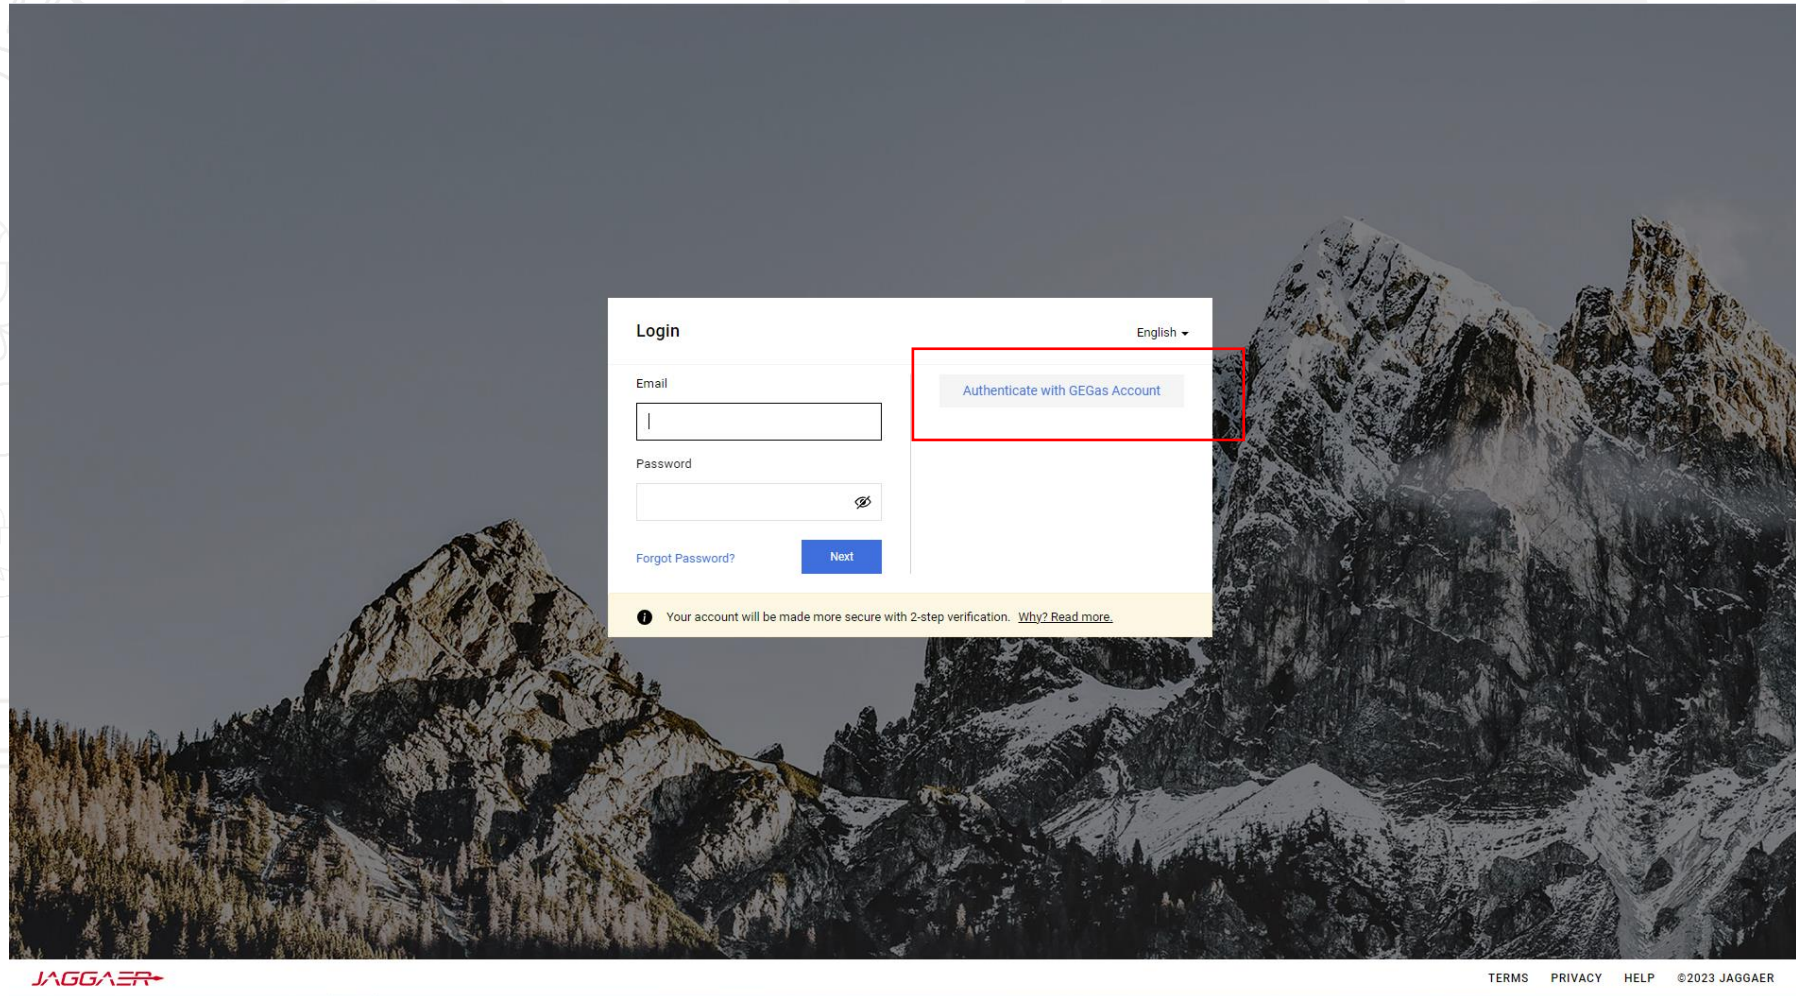 Login
English
Email
Authenticate with GEGas Account
Password
Forgot Password?
Next
Your account will be made more secure with 2-step verification. Why? Read more.
JAGGAER
TERMS PRIVACY HELP ©2023 JAGGAER